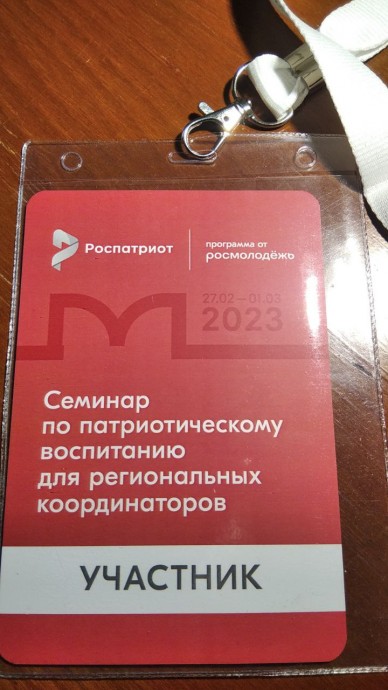 Роспатриот
программа от
росмолодёжь
27.02—01.03
2023
Семинар
по патриотическому
воспитанию
для региональных
координаторов
УЧАСТНИК